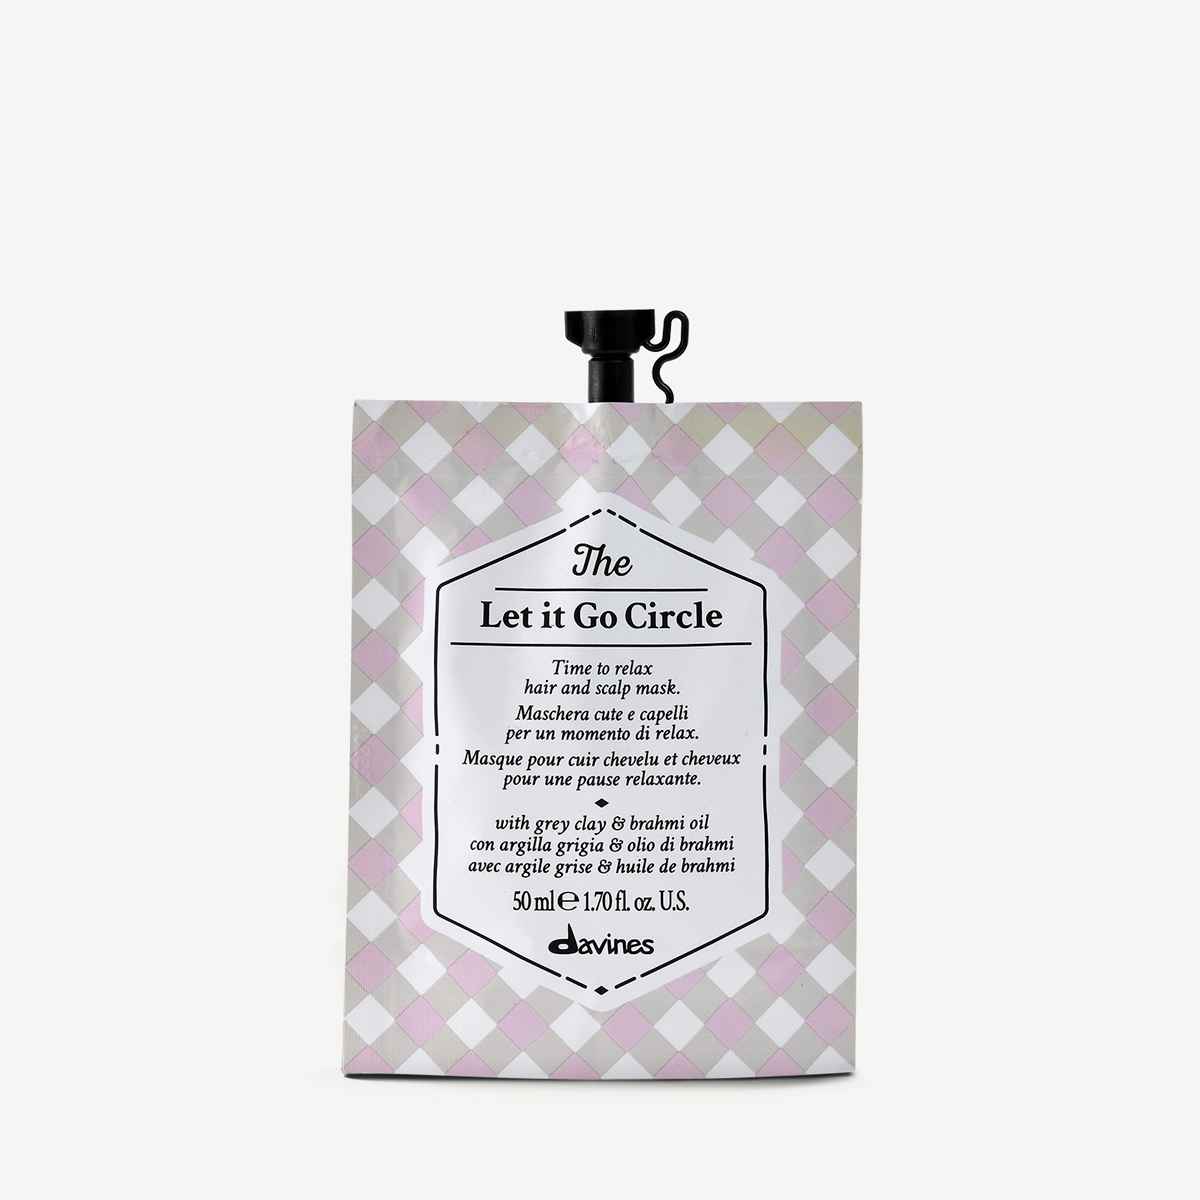 The
Let it Go Circle
Time to relax
hair and scalp mask.
Maschera cute e capelli
per un momento di relax.
Masque pour cuir chevelu et cheveux
pour une pause relaxante.
with grey clay & brahmi oil
con argilla grigia & olio di brahmi
avec argile grise & huile de brahmi
50 ml ℮ 1.70 fl. oz. U.S.
davines